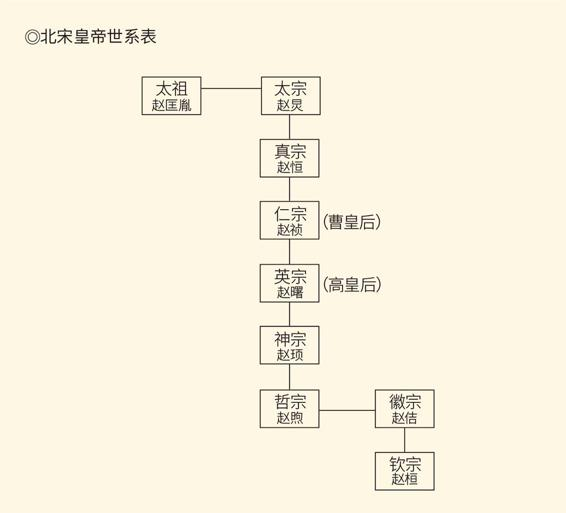 ◎北宋皇帝世系表
太祖
赵匡胤
太宗
赵炅
真宗
赵恒
仁宗
赵祯
(曹皇后)
英宗
赵曙
(高皇后)
神宗
赵顼
哲宗
赵煦
徽宗
赵佶
钦宗
赵桓